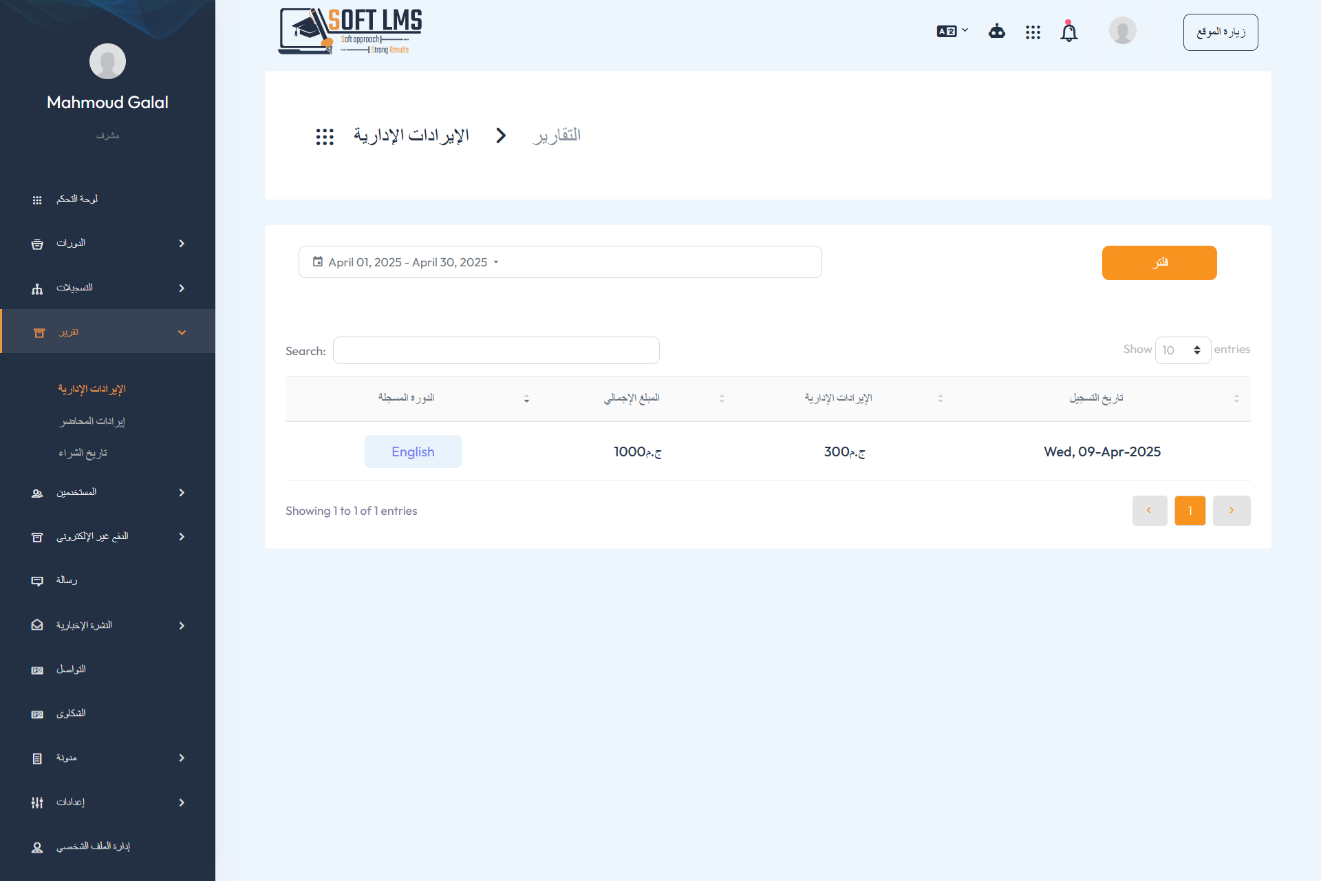 Mahmoud Galal
مشرف
لوحة التحكم
الدورات
التسجيلات
تقرير
الإيرادات الإدارية
إيرادات المحاضر
تاريخ الشراء
المستخدمين
الدفع غير الإلكتروني
رسالة
النشرة الإخبارية
التواصل
الشكاوى
مدونة
إعدادات
إدارة الملف الشخصي
SOFT LMS
Soft approach
Strong Results
زيارة الموقع
الإيرادات الإدارية
التقارير
April 01, 2025 - April 30, 2025
فلتر
Search:
Show 10 entries
الدورة المسجلة
المبلغ الإجمالي
الإيرادات الإدارية
تاريخ التسجيل
English
ج.م1000
ج.م300
Wed, 09-Apr-2025
Showing 1 to 1 of 1 entries
‹ 1 ›